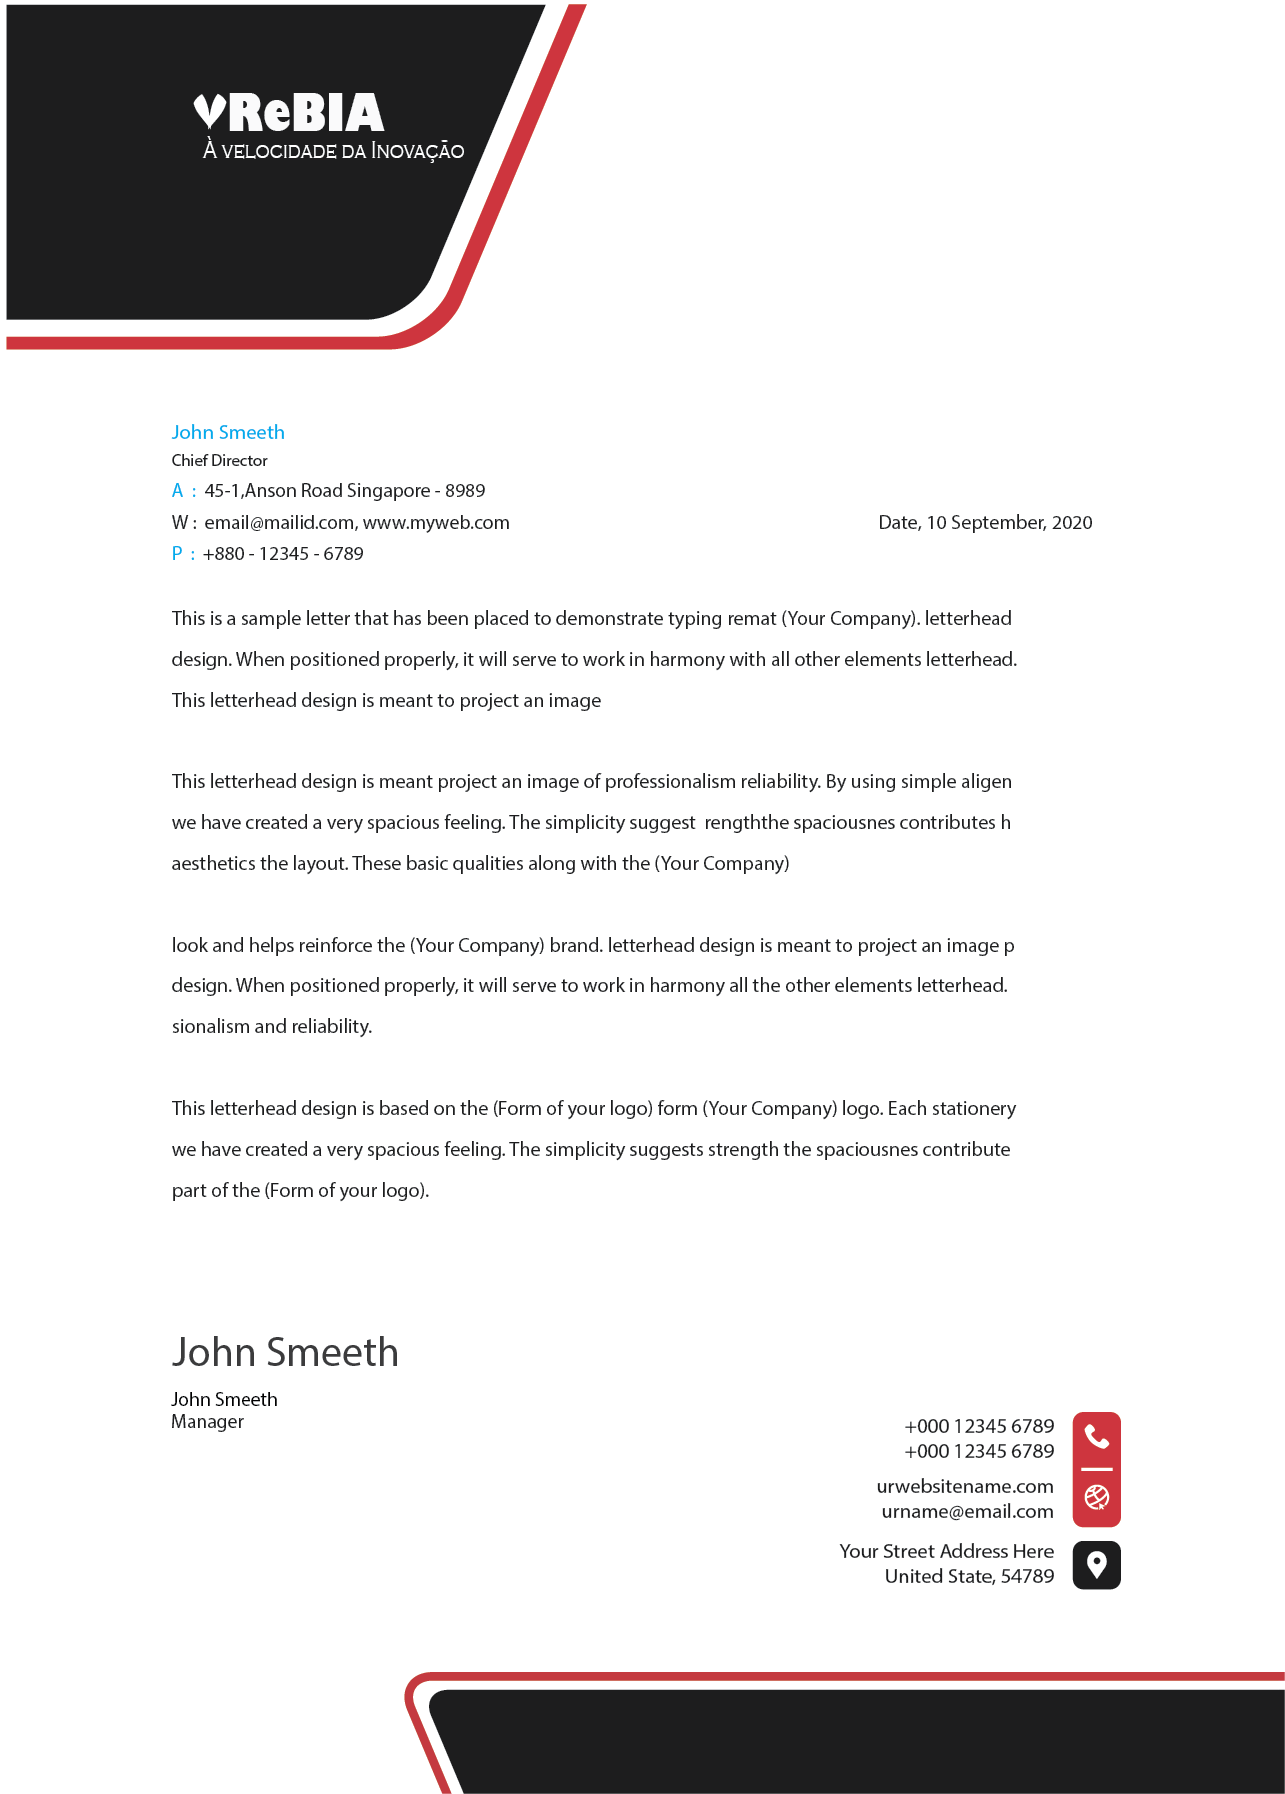 vReBIA
À velocidade da Inovação
John Smeeth
Chief Director
A : 45-1,Anson Road Singapore - 8989
W : email@mailid.com, www.myweb.com
Date, 10 September, 2020
P : +880 - 12345 - 6789
This is a sample letter that has been placed to demonstrate typing remat (Your Company). letterhead
design. When positioned properly, it will serve to work in harmony with all other elements letterhead.
This letterhead design is meant to project an image
This letterhead design is meant project an image of professionalism reliability. By using simple aligen
we have created a very spacious feeling. The simplicity suggest  rengththe spaciousnes contributes h
aesthetics the layout. These basic qualities along with the (Your Company)
look and helps reinforce the (Your Company) brand. letterhead design is meant to project an image p
design. When positioned properly, it will serve to work in harmony all the other elements letterhead.
sionalism and reliability.
This letterhead design is based on the (Form of your logo) form (Your Company) logo. Each stationery
we have created a very spacious feeling. The simplicity suggests strength the spaciousnes contribute
part of the (Form of your logo).
John Smeeth
John Smeeth
Manager
+000 12345 6789
+000 12345 6789
urwebsitename.com
urname@email.com
Your Street Address Here
United State, 54789